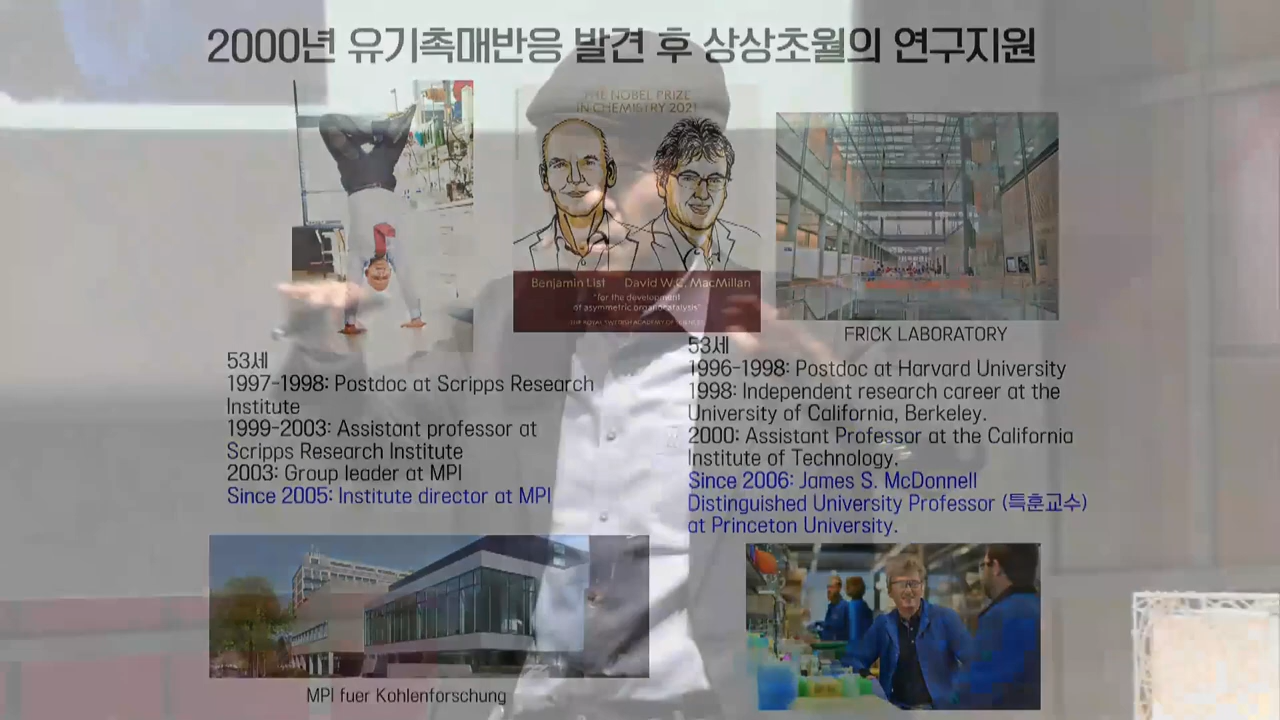 2000년 유기촉매반응 발견 후 상상초월의 연구지원
THE NOBEL PRIZE
IN CHEMISTRY 2021
Benjamin List David W.C. MacMillan
"for the development
of asymmetric organocatalysis"
THE ROYAL SWEDISH ACADEMY OF SCIENCES
FRICK LABORATORY
53세
1997-1998: Postdoc at Scripps Research
Institute
1999-2003: Assistant professor at
Scripps Research Institute
2003: Group leader at MPI
Since 2005: Institute director at MPI
53세
1996-1998: Postdoc at Harvard University
1998: Independent research career at the
University of California, Berkeley.
2000: Assistant Professor at the California
Institute of Technology.
Since 2006: James S. McDonnell
Distinguished University Professor (특훈교수)
at Princeton University.
MPI fuer Kohlenforschung